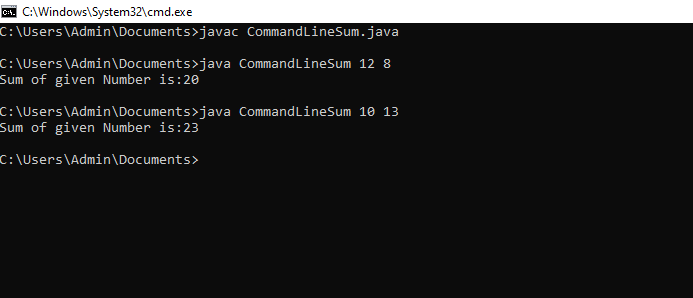 C:\Windows\System32\cmd.exe
C:\Users\Admin\Documents>javac CommandLineSum.java
C:\Users\Admin\Documents>java CommandLineSum 12 8
Sum of given Number is:20
C:\Users\Admin\Documents>java CommandLineSum 10 13
Sum of given Number is:23
C:\Users\Admin\Documents>